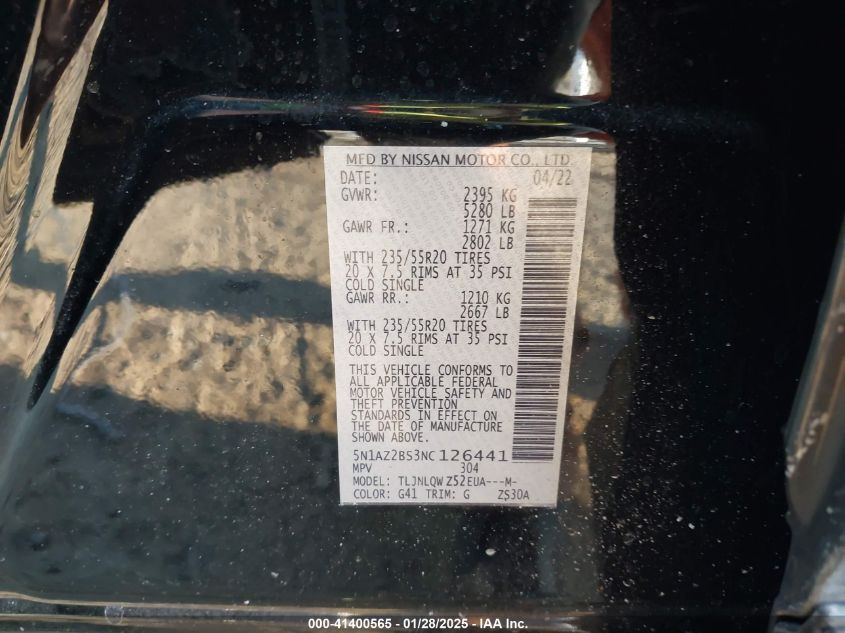 MFD BY NISSAN MOTOR CO., LTD.
DATE: 04/22
GVWR: 2395 KG
5280 LB
GAWR FR.: 1271 KG
2802 LB
WITH 235/55R20 TIRES
20 X 7.5 RIMS AT 35 PSI
COLD SINGLE
GAWR RR.: 1210 KG
2667 LB
WITH 235/55R20 TIRES
20 X 7.5 RIMS AT 35 PSI
COLD SINGLE
THIS VEHICLE CONFORMS TO
ALL APPLICABLE FEDERAL
MOTOR VEHICLE SAFETY AND
THEFT PREVENTION
STANDARDS IN EFFECT ON
THE DATE OF MANUFACTURE
SHOWN ABOVE.
5N1AZ2BS3NC126441
MPV 304
MODEL: TLJNLQW Z52EUA---M-
COLOR: G41 TRIM: G ZS30A
000-41400565 - 01/28/2025 - IAA Inc.